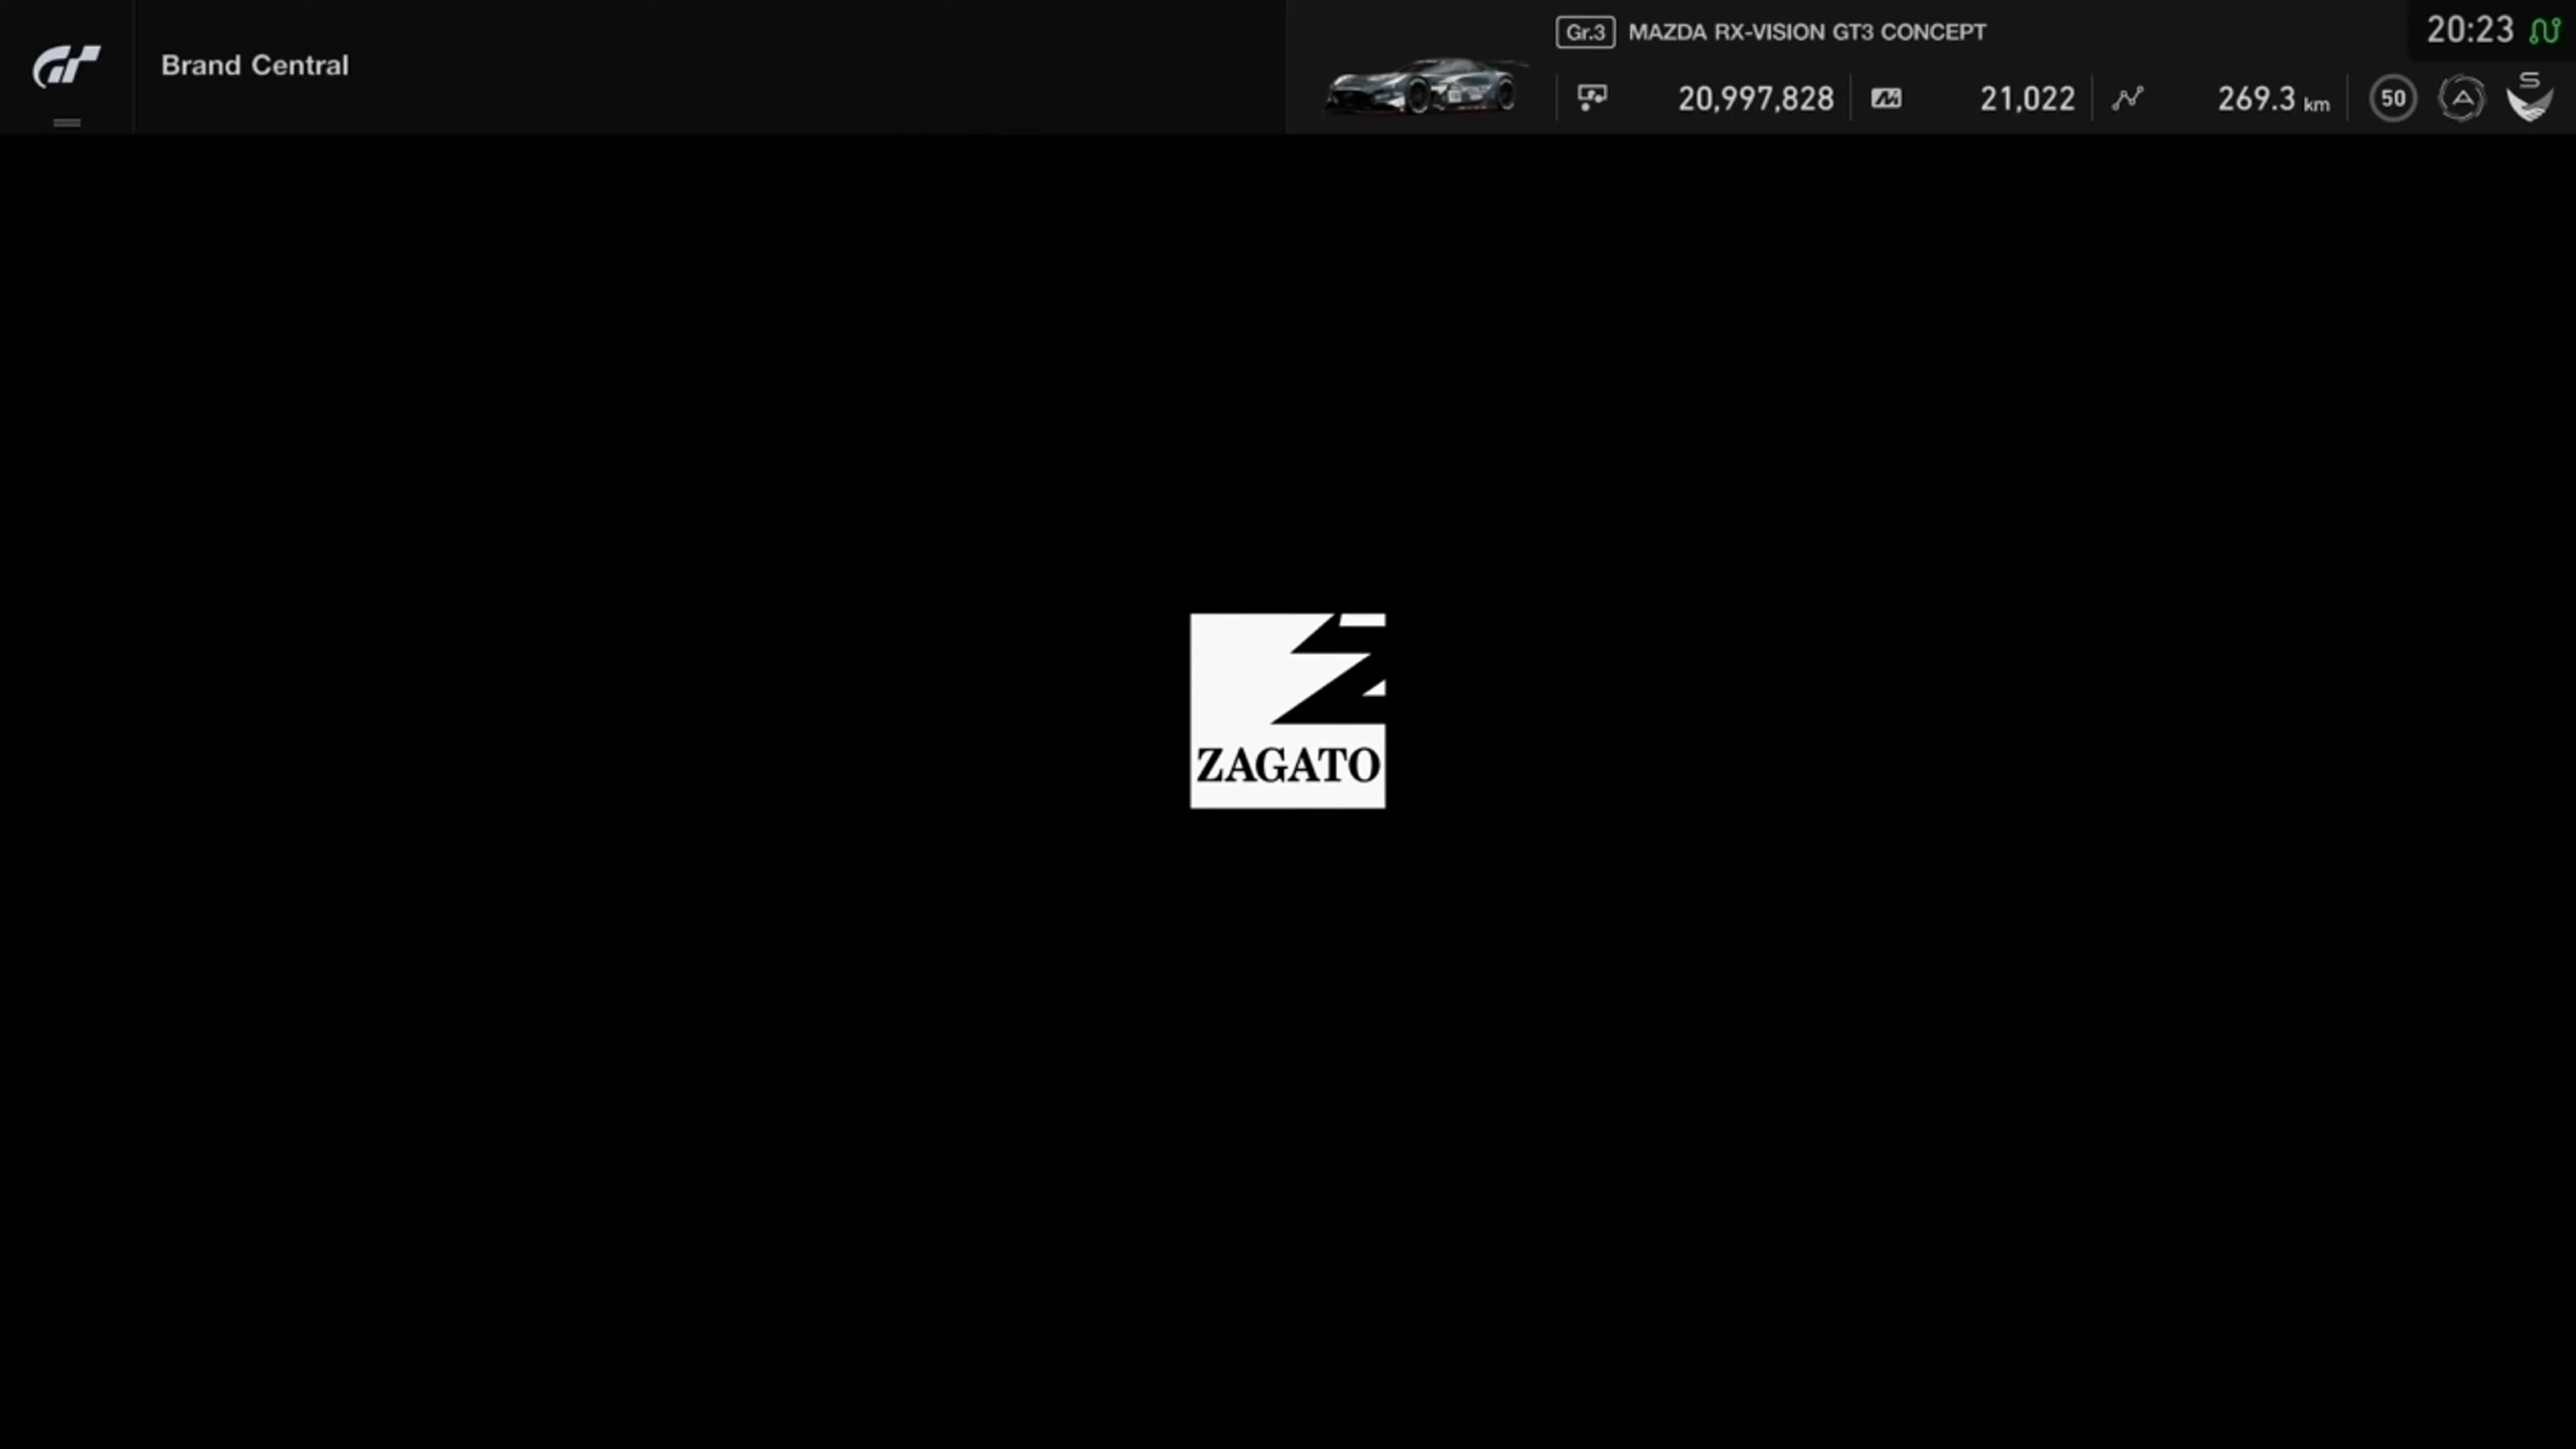 Brand Central
Gr.3 MAZDA RX-VISION GT3 CONCEPT
20:23
20,997,828
21,022
269.3 km
50
A
S
ZAGATO